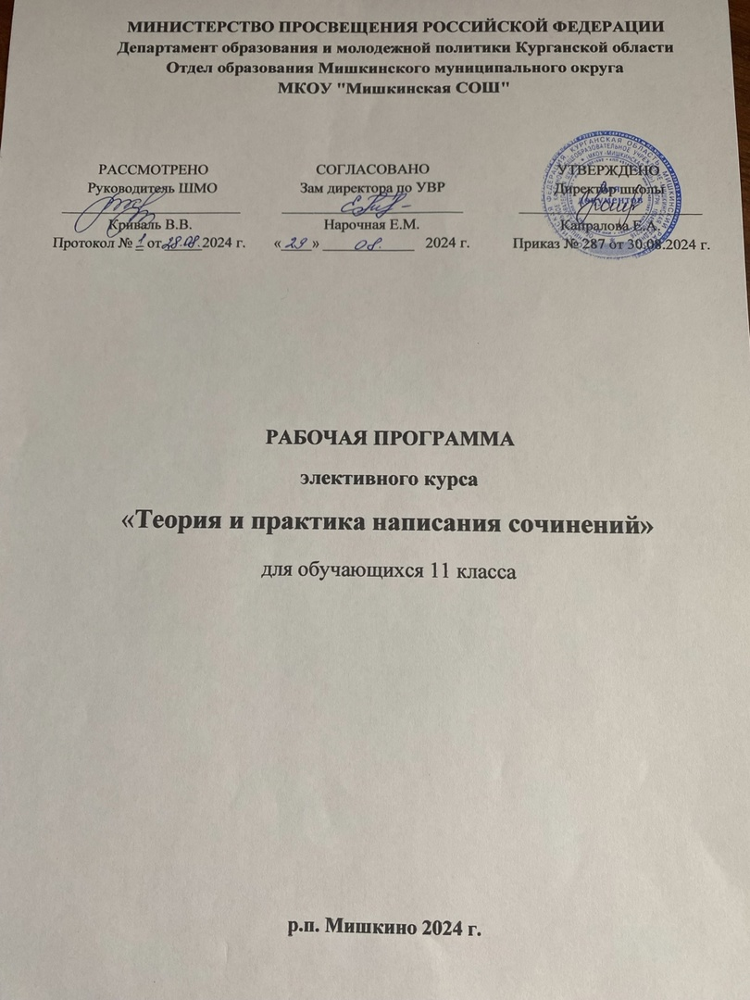 МИНИСТЕРСТВО ПРОСВЕЩЕНИЯ РОССИЙСКОЙ ФЕДЕРАЦИИ
Департамент образования и молодежной политики Курганской области
Отдел образования Мишкинского муниципального округа
МКОУ "Мишкинская СОШ"
РАССМОТРЕНО
Руководитель ШМО
Криваль В.В.
Протокол № 1 от 28.08. 2024 г.
СОГЛАСОВАНО
Зам директора по УВР
Нарочная Е.М.
« 29 » 08. 2024 г.
УТВЕРЖДЕНО
Директор школы
Кайралова Е.А.
Приказ № 287 от 30.08.2024 г.
РАБОЧАЯ ПРОГРАММА
элективного курса
«Теория и практика написания сочинений»
для обучающихся 11 класса
р.п. Мишкино 2024 г.